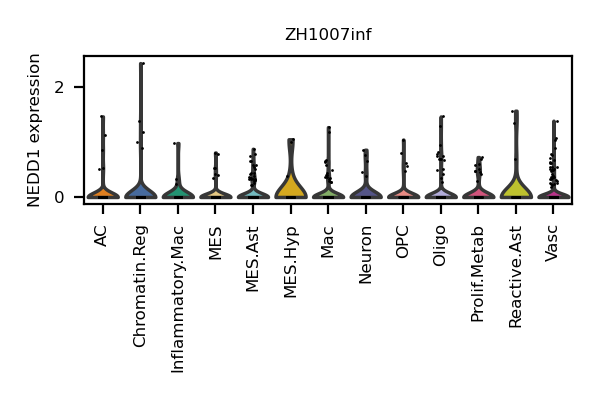 ZH1007inf
NEDD1 expression
2
0
AC
Chromatin.Reg
Inflammatory.Mac
MES
MES.Ast
MES.Hyp
Mac
Neuron
OPC
Oligo
Prolif.Metab
Reactive.Ast
Vasc